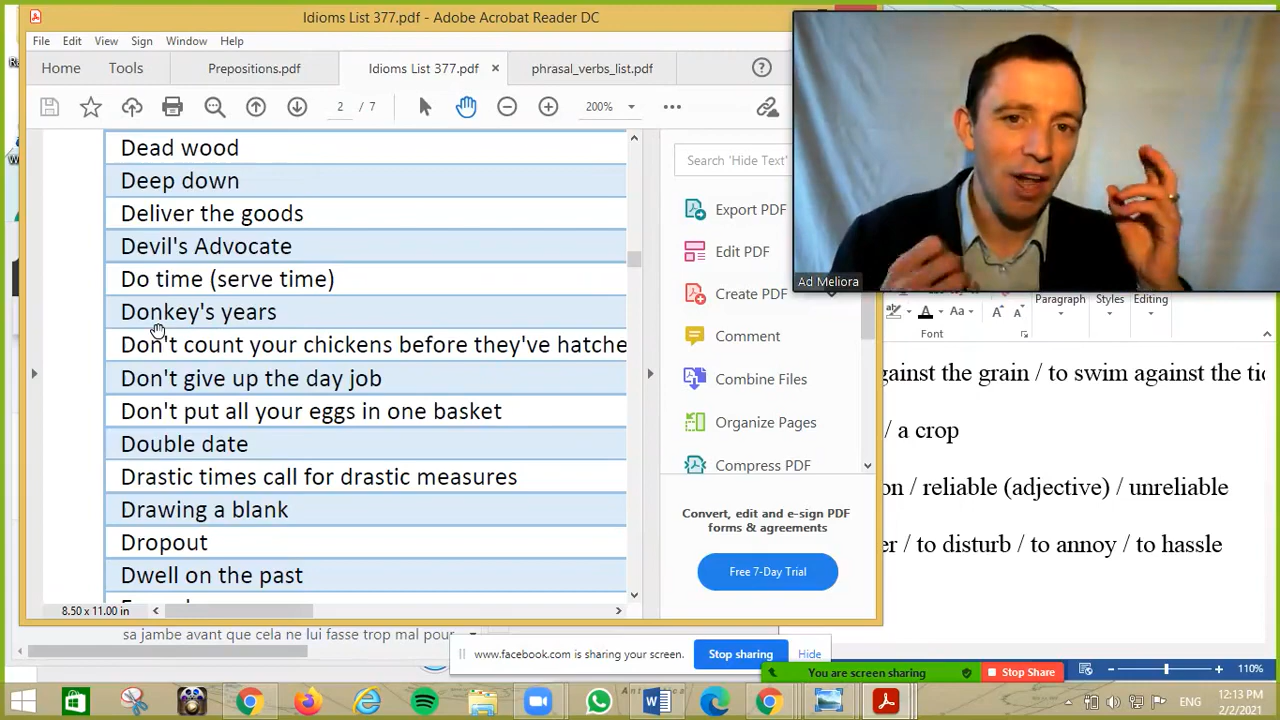 Idioms List 377.pdf - Adobe Acrobat Reader DC
File Edit View Sign Window Help
Home Tools Prepositions.pdf Idioms List 377.pdf × phrasal_verbs_list.pdf
2 / 7 200%
Dead wood
Deep down
Deliver the goods
Devil's Advocate
Do time (serve time)
Donkey's years
Don't count your chickens before they've hatche
Don't give up the day job
Don't put all your eggs in one basket
Double date
Drastic times call for drastic measures
Drawing a blank
Dropout
Dwell on the past
8.50 x 11.00 in
Search 'Hide Text'
Export PDF
Edit PDF
Create PDF
Comment
Combine Files
Organize Pages
Compress PDF
Convert, edit and e-sign PDF
forms & agreements
Free 7-Day Trial
Ad Meliora
Paragraph Styles Editing
Font
gainst the grain / to swim against the tid
/ a crop
on / reliable (adjective) / unreliable
er / to disturb / to annoy / to hassle
sa jambe avant que cela ne lui fasse trop mal pour
www.facebook.com is sharing your screen. Stop sharing Hide
You are screen sharing Stop Share
110%
ENG
12:13 PM
2/2/2021